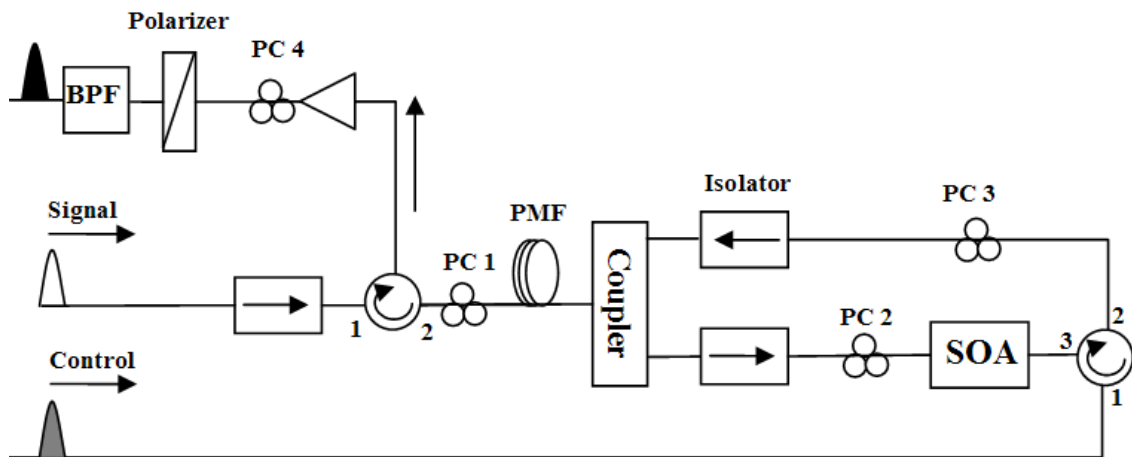 Polarizer
PC 4
BPF
Signal
PMF
Isolator
PC 3
PC 1
Coupler
1
2
PC 2
SOA
3
2
1
Control